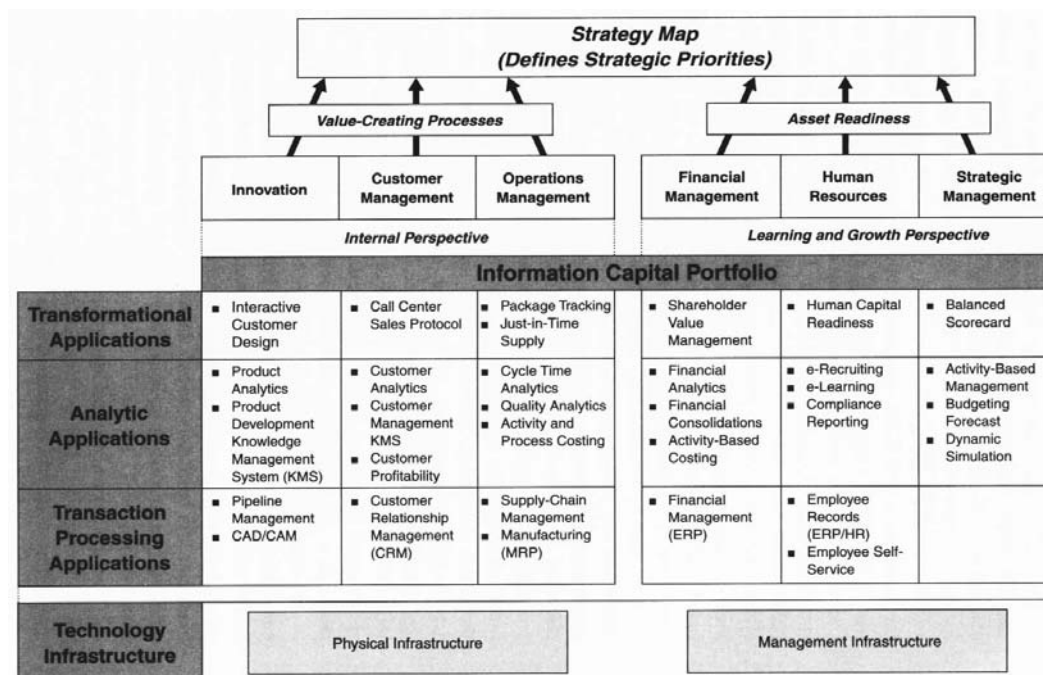 Strategy Map
(Defines Strategic Priorities)
Value-Creating Processes
Asset Readiness
Innovation
Customer
Management
Operations
Management
Financial
Management
Human
Resources
Strategic
Management
Internal Perspective
Learning and Growth Perspective
Information Capital Portfolio
Transformational
Applications
■ Interactive
Customer
Design
■ Call Center
Sales Protocol
■ Package Tracking
■ Just-in-Time
Supply
■ Shareholder
Value
Management
■ Human Capital
Readiness
■ Balanced
Scorecard
Analytic
Applications
■ Product
Analytics
■ Product
Development
Knowledge
Management
System (KMS)
■ Customer
Analytics
■ Customer
Management
KMS
■ Customer
Profitability
■ Cycle Time
Analytics
■ Quality Analytics
■ Activity and
Process Costing
■ Financial
Analytics
■ Financial
Consolidations
■ Activity-Based
Costing
■ e-Recruiting
■ e-Learning
■ Compliance
Reporting
■ Activity-Based
Management
■ Budgeting
Forecast
■ Dynamic
Simulation
Transaction
Processing
Applications
■ Pipeline
Management
■ CAD/CAM
■ Customer
Relationship
Management
(CRM)
■ Supply-Chain
Management
■ Manufacturing
(MRP)
■ Financial
Management
(ERP)
■ Employee
Records
(ERP/HR)
■ Employee Self-
Service
Technology
Infrastructure
Physical Infrastructure
Management Infrastructure